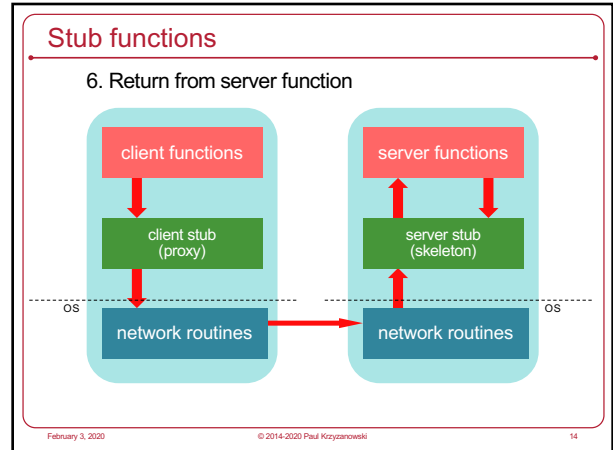 Stub functions
6. Return from server function
client functions
server functions
client stub
(proxy)
server stub
(skeleton)
os
os
network routines
network routines
February 3, 2020
© 2014-2020 Paul Krzyzanowski
14